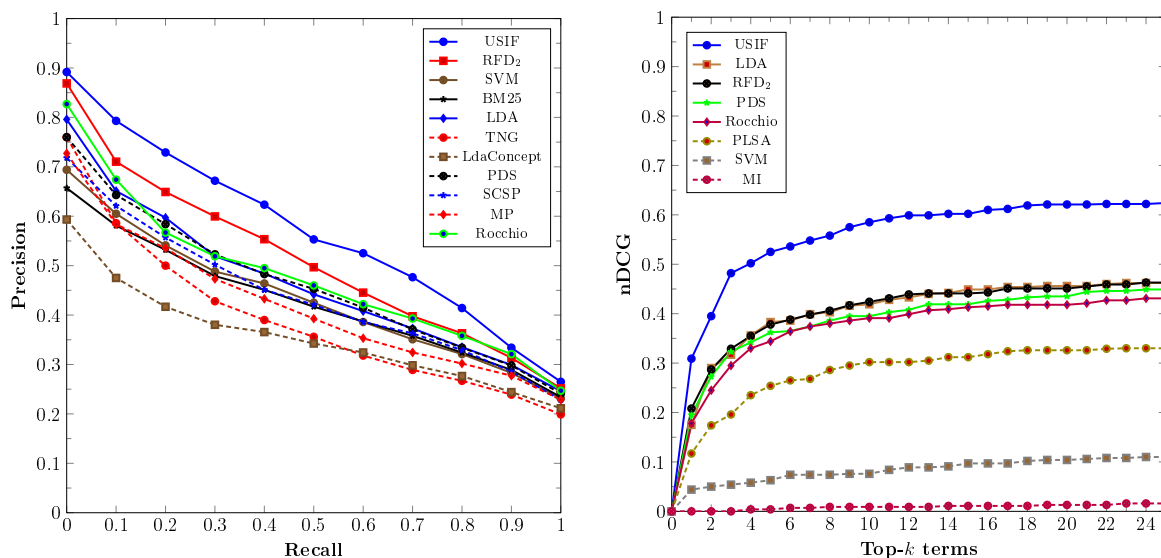 1
0.9
0.8
0.7
0.6
0.5
0.4
0.3
0.2
0.1
0
Precision
USIF
RFD₂
SVM
BM25
LDA
TNG
LdaConcept
PDS
SCSP
MP
Rocchio
0 0.1 0.2 0.3 0.4 0.5 0.6 0.7 0.8 0.9 1
Recall
1
0.9
0.8
0.7
0.6
0.5
0.4
0.3
0.2
0.1
0
nDCG
USIF
LDA
RFD₂
PDS
Rocchio
PLSA
SVM
MI
0 2 4 6 8 10 12 14 16 18 20 22 24
Top-k terms